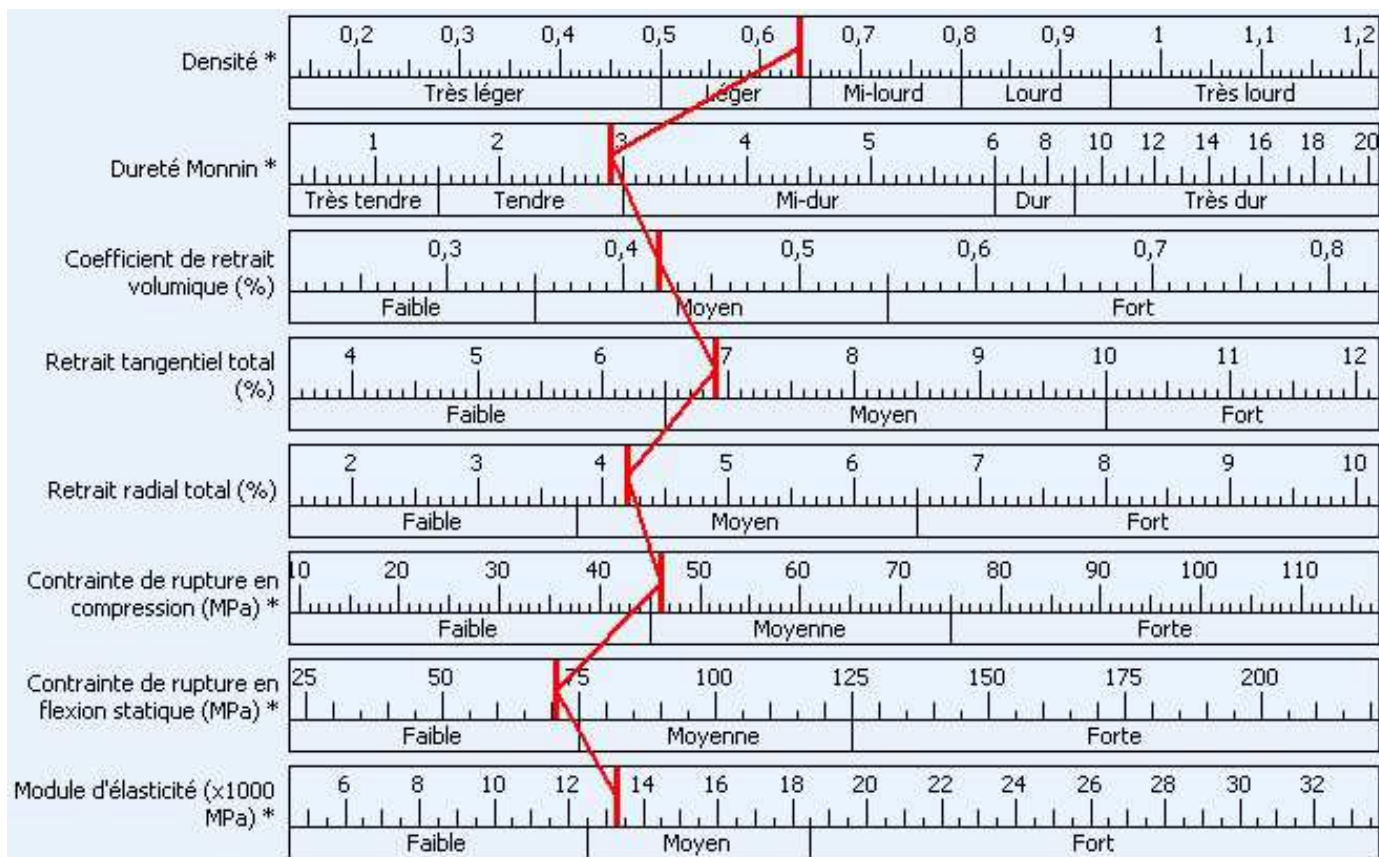 0,2 0,3 0,4 0,5 0,6 0,7 0,8 0,9 1 1,1 1,2
Densité *
Très léger Léger Mi-lourd Lourd Très lourd
1 2 3 4 5 6 8 10 12 14 16 18 20
Dureté Monnin *
Très tendre Tendre Mi-dur Dur Très dur
0,3 0,4 0,5 0,6 0,7 0,8
Coefficient de retrait
volumique (%)
Faible Moyen Fort
4 5 6 7 8 9 10 11 12
Retrait tangentiel total
(%)
Faible Moyen Fort
2 3 4 5 6 7 8 9 10
Retrait radial total (%)
Faible Moyen Fort
10 20 30 40 50 60 70 80 90 100 110
Contrainte de rupture en
compression (MPa) *
Faible Moyenne Forte
25 50 75 100 125 150 175 200
Contrainte de rupture en
flexion statique (MPa) *
Faible Moyenne Forte
6 8 10 12 14 16 18 20 22 24 26 28 30 32
Module d'élasticité (x1000
MPa) *
Faible Moyen Fort